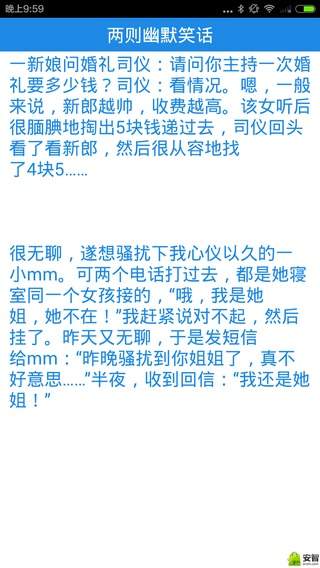 晚上9:59
两则幽默笑话
一新娘问婚礼司仪：请问你主持一次婚
礼要多少钱？司仪：看情况。嗯，一般
来说，新郎越帅，收费越高。该女听后
很腼腆地掏出5块钱递过去，司仪回头
看了看新郎，然后很从容地找
了4块5……
很无聊，遂想骚扰下我心仪以久的一
小mm。可两个电话打过去，都是她寝
室同一个女孩接的，“哦，我是她
姐，她不在！”我赶紧说对不起，然后
挂了。昨天又无聊，于是发短信
给mm：“昨晚骚扰到你姐姐了，真不
好意思……”半夜，收到回信：“我还是她
姐！”
安智